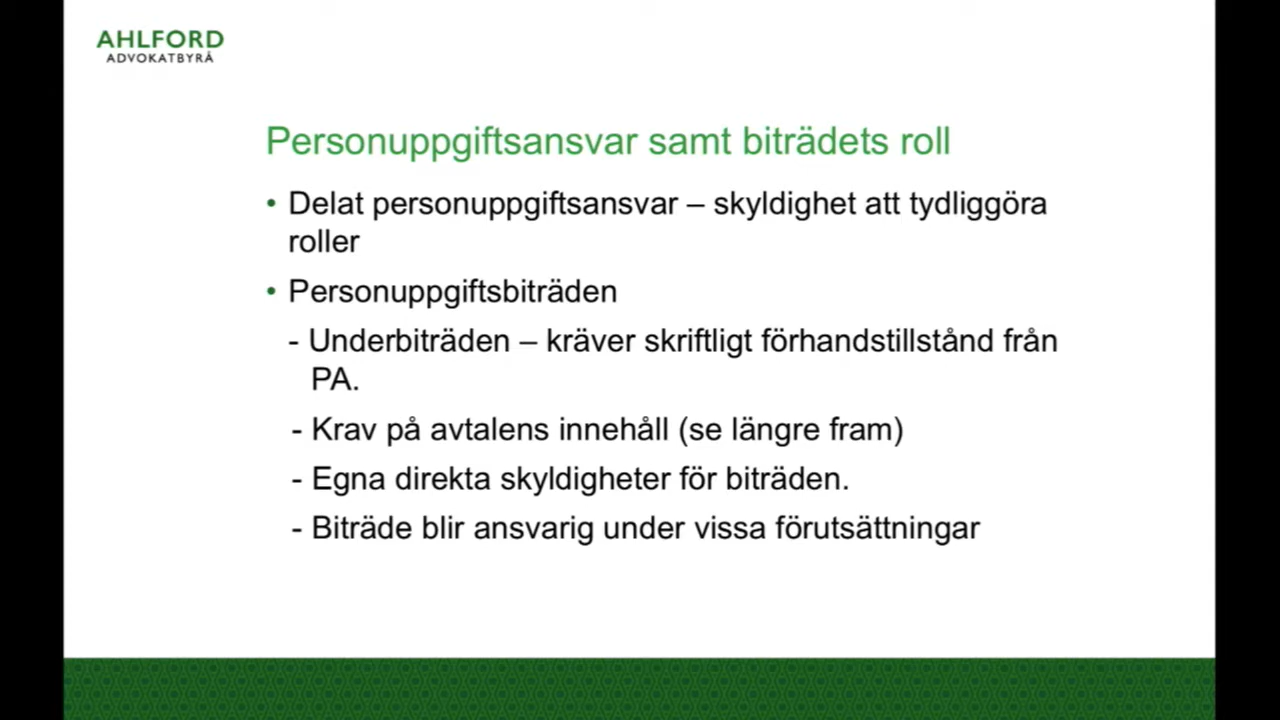 AHLFORD
ADVOKATBYRÅ
Personuppgiftsansvar samt biträdets roll
• Delat personuppgiftsansvar – skyldighet att tydliggöra
roller
• Personuppgiftsbiträden
- Underbiträden – kräver skriftligt förhandstillstånd från
PA.
- Krav på avtalens innehåll (se längre fram)
- Egna direkta skyldigheter för biträden.
- Biträde blir ansvarig under vissa förutsättningar